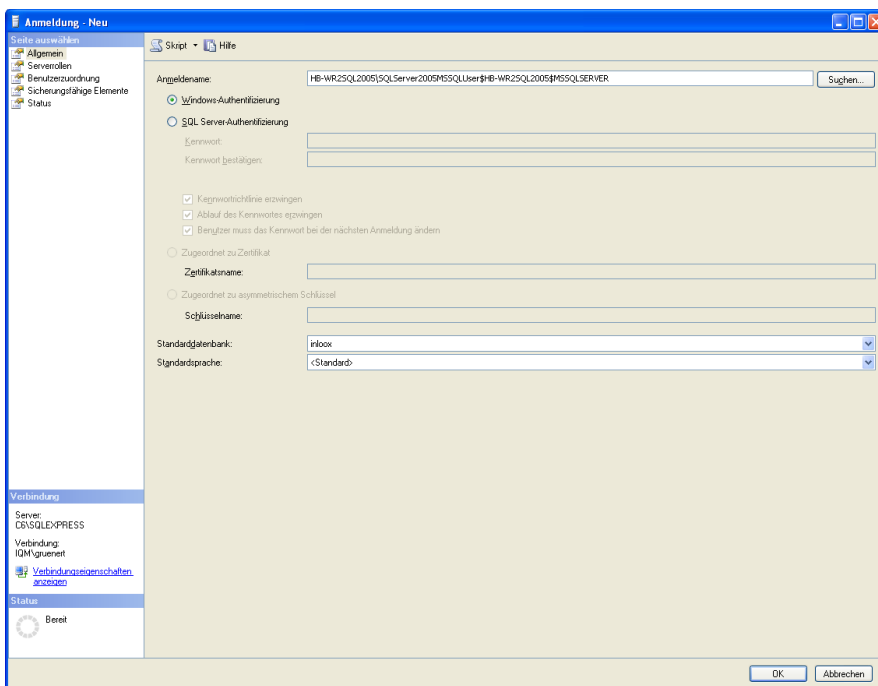 Anmeldung - Neu
Seite auswählen
Allgemein
Serverrollen
Benutzerzuordnung
Sicherungsfähige Elemente
Status
Skript
Hilfe
Anmeldename:
HB-WR2SQL2005\SQLServer2005MSSQLUser$HB-WR2SQL2005$MSSQLSERVER
Suchen...
Windows-Authentifizierung
SQL Server-Authentifizierung
Kennwort:
Kennwort bestätigen:
Kennwortrichtlinie erzwingen
Ablauf des Kennwortes erzwingen
Benutzer muss das Kennwort bei der nächsten Anmeldung ändern
Zugeordnet zu Zertifikat
Zertifikatsname:
Zugeordnet zu asymmetrischem Schlüssel
Schlüsselname:
Standarddatenbank:
inloox
Standardsprache:
<Standard>
Verbindung
Server:
C6\SQLEXPRESS
Verbindung:
IQM\gruenert
Verbindungseigenschaften
anzeigen
Status
Bereit
OK
Abbrechen